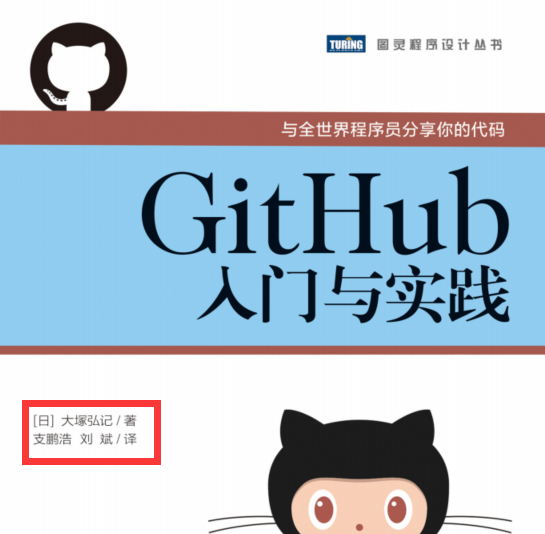 TURING 图灵程序设计丛书
与全世界程序员分享你的代码
GitHub
入门与实践
[日] 大塚弘记 / 著
支鹏浩 刘 斌 / 译